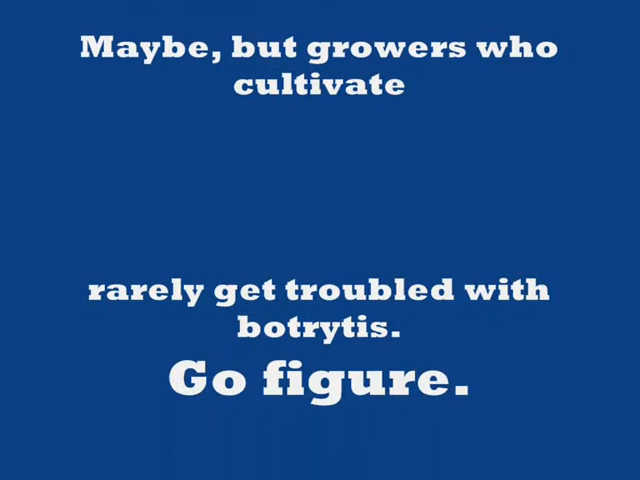 Maybe, but growers who
cultivate
rarely get troubled with
botrytis.
Go figure.